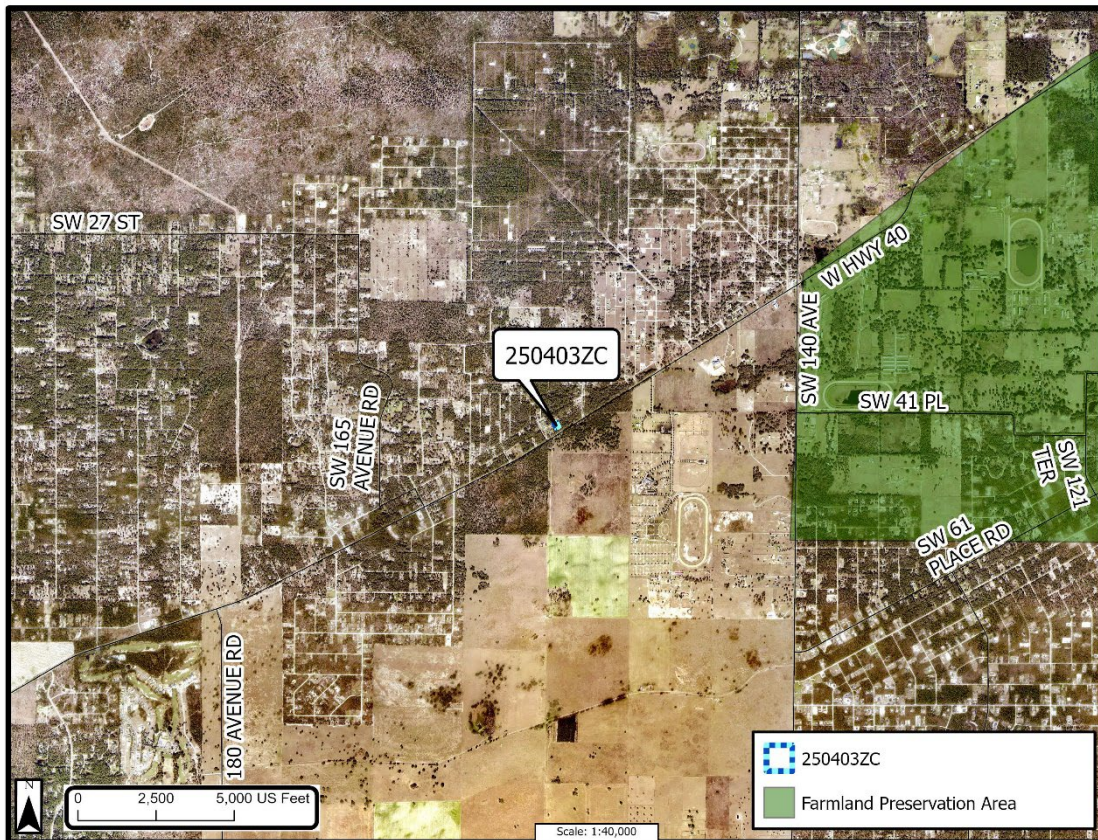 SW 27 ST
W HWY 40
SW 140 AVE
250403ZC
SW 41 PL
SW 165
AVENUE RD
SW 121
TER
SW 61
PLACE RD
180 AVENUE RD
N
0 2,500 5,000 US Feet
Scale: 1:40,000
250403ZC
Farmland Preservation Area